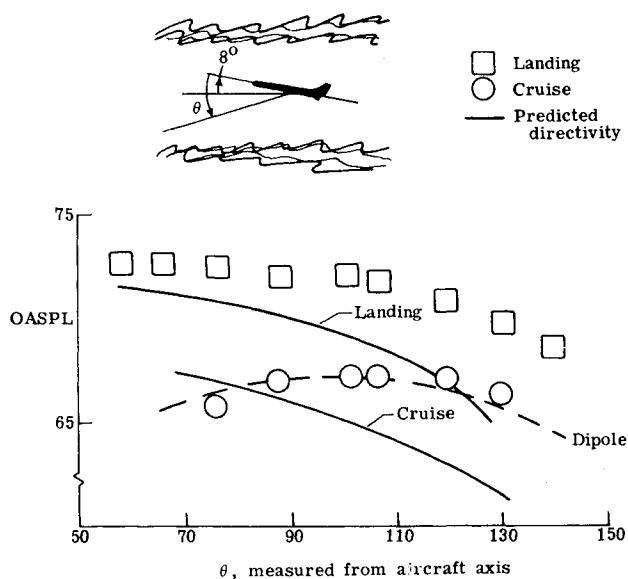 8°
θ
Landing
Cruise
Predicted
directivity
75
OASPL
65
Landing
Cruise
Dipole
50
70
90
110
130
150
θ, measured from aircraft axis